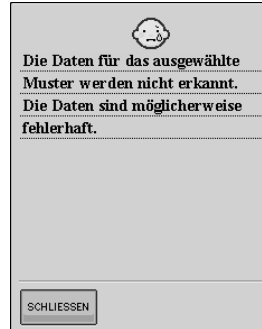 Die Daten für das ausgewählte
Muster werden nicht erkannt.
Die Daten sind möglicherweise
fehlerhaft.
SCHLIESSEN